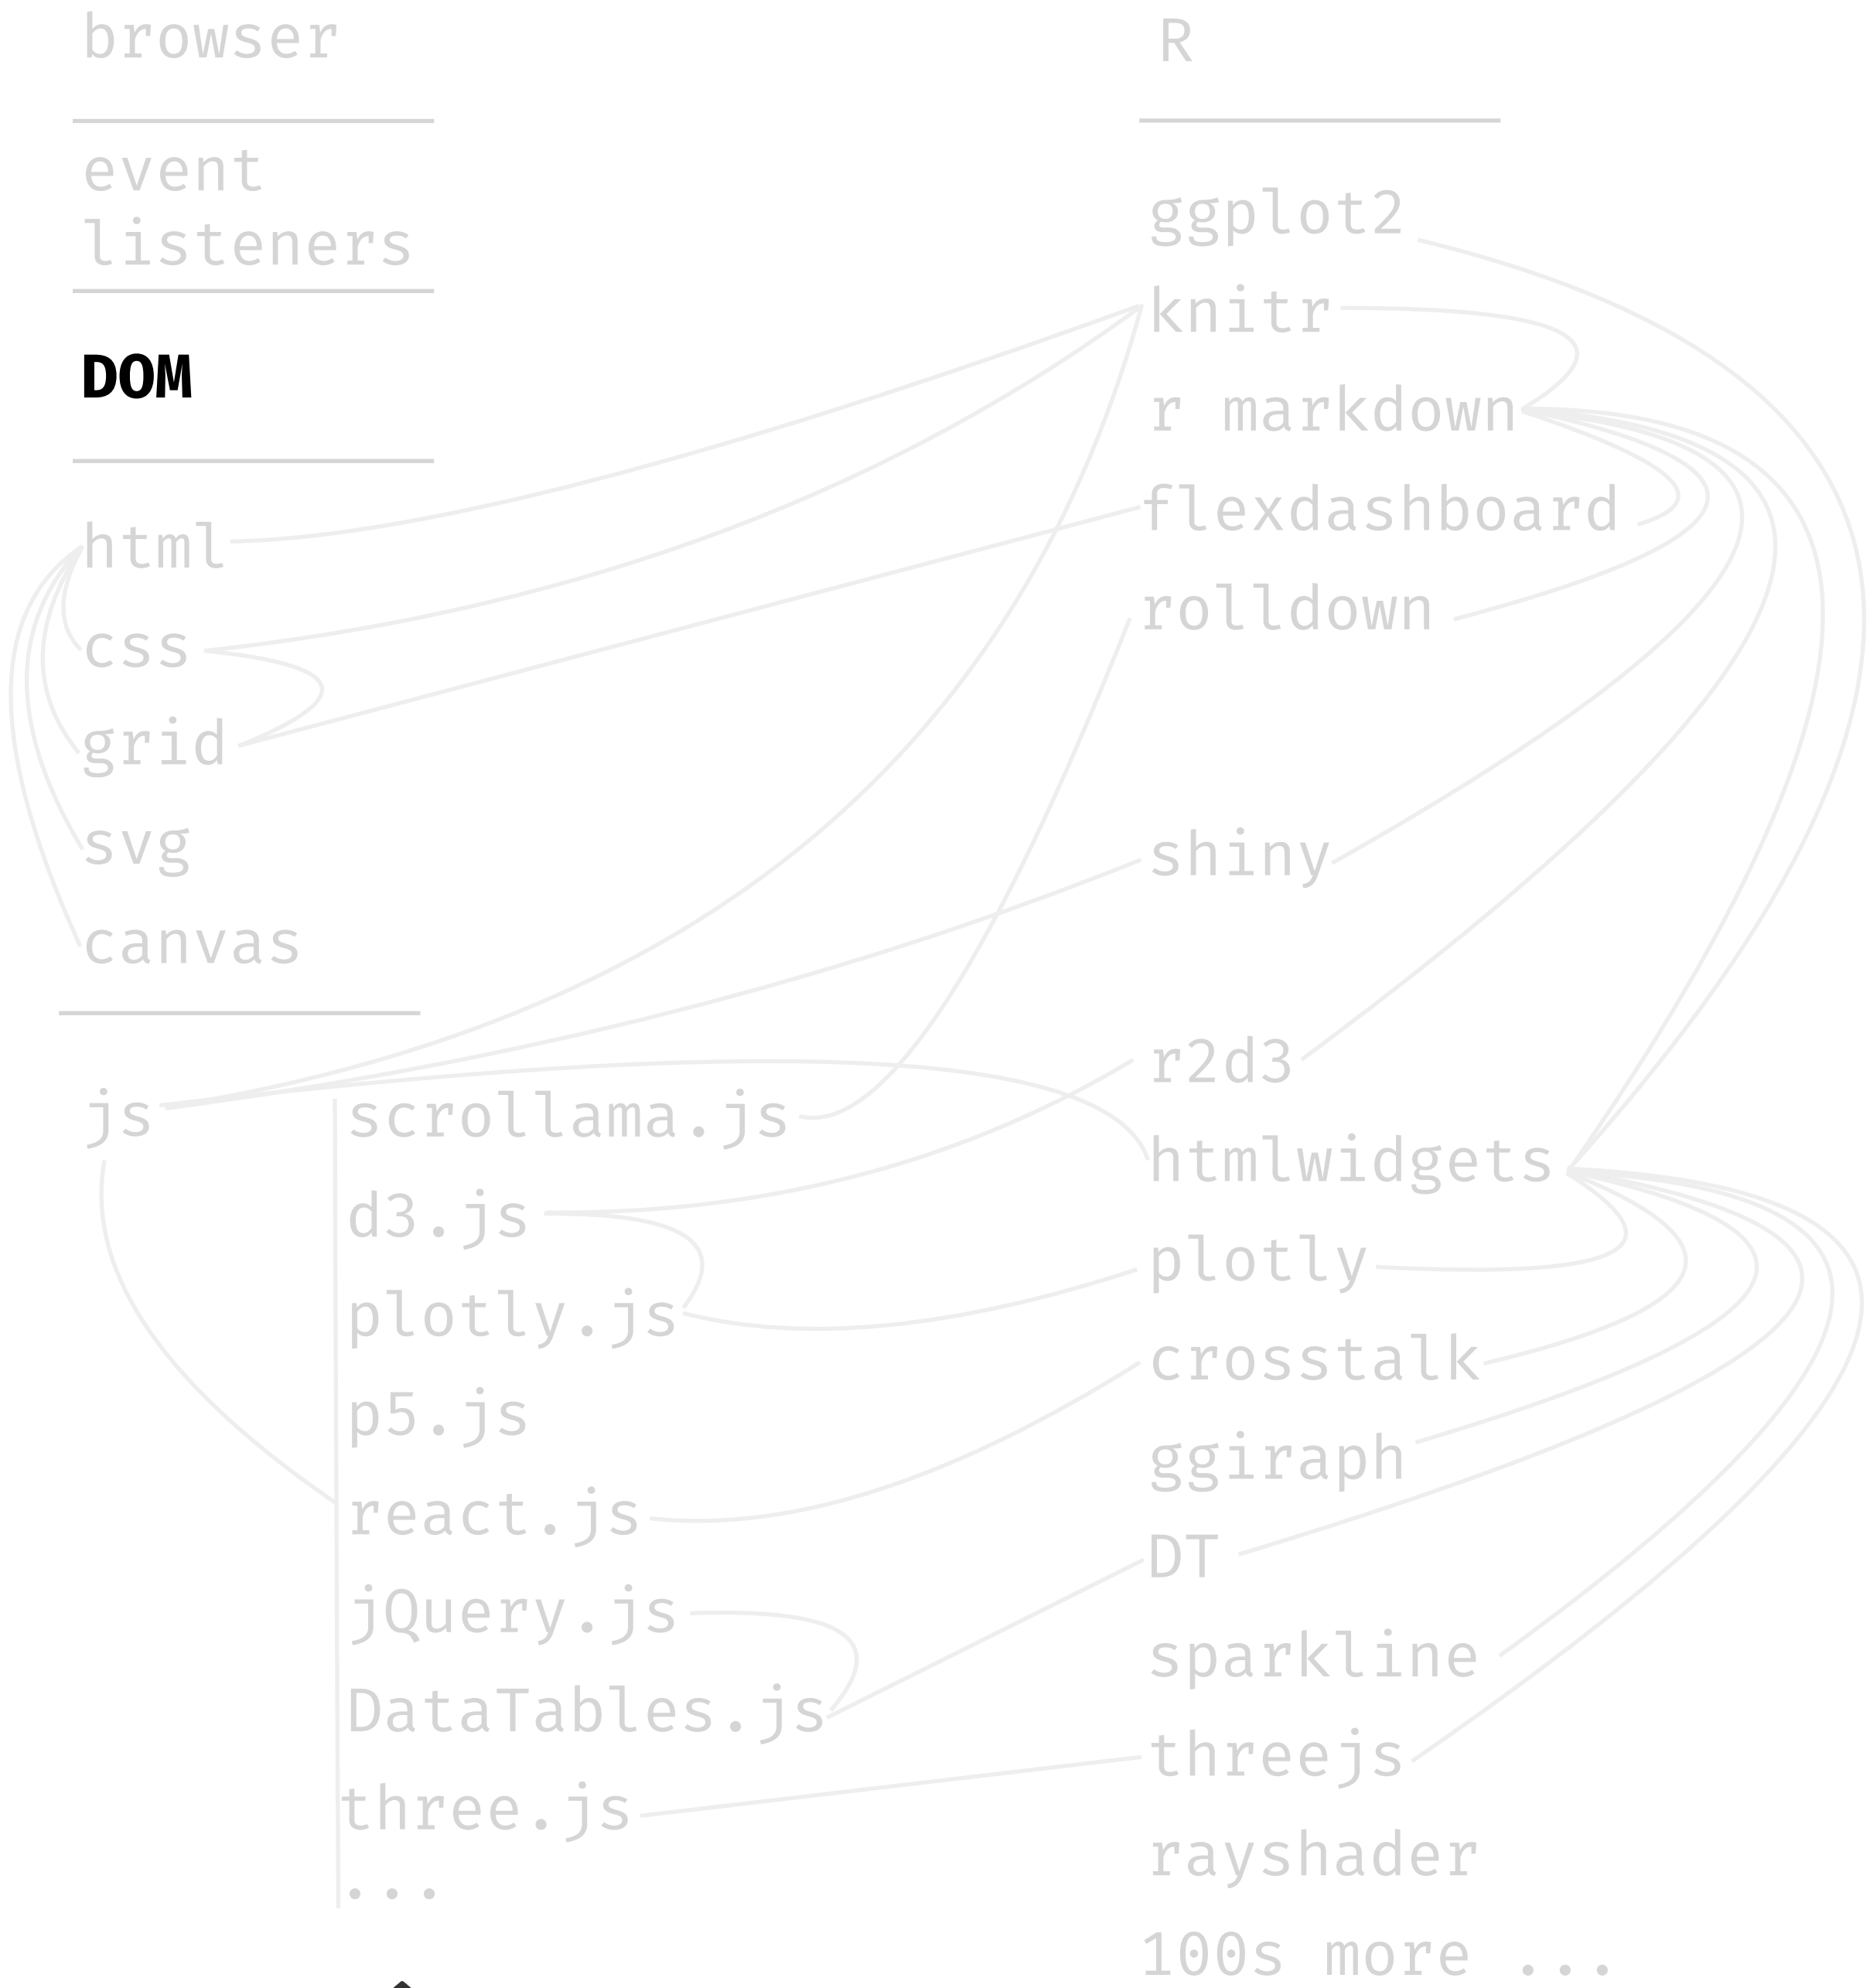 browser
event
listeners
DOM
html
css
grid
svg
canvas
js
scrollama.js
d3.js
plotly.js
p5.js
react.js
jQuery.js
DataTables.js
three.js
...
R
ggplot2
knitr
r markdown
flexdashboard
rolldown
shiny
r2d3
htmlwidgets
plotly
crosstalk
ggiraph
DT
sparkline
threejs
rayshader
100s more ...